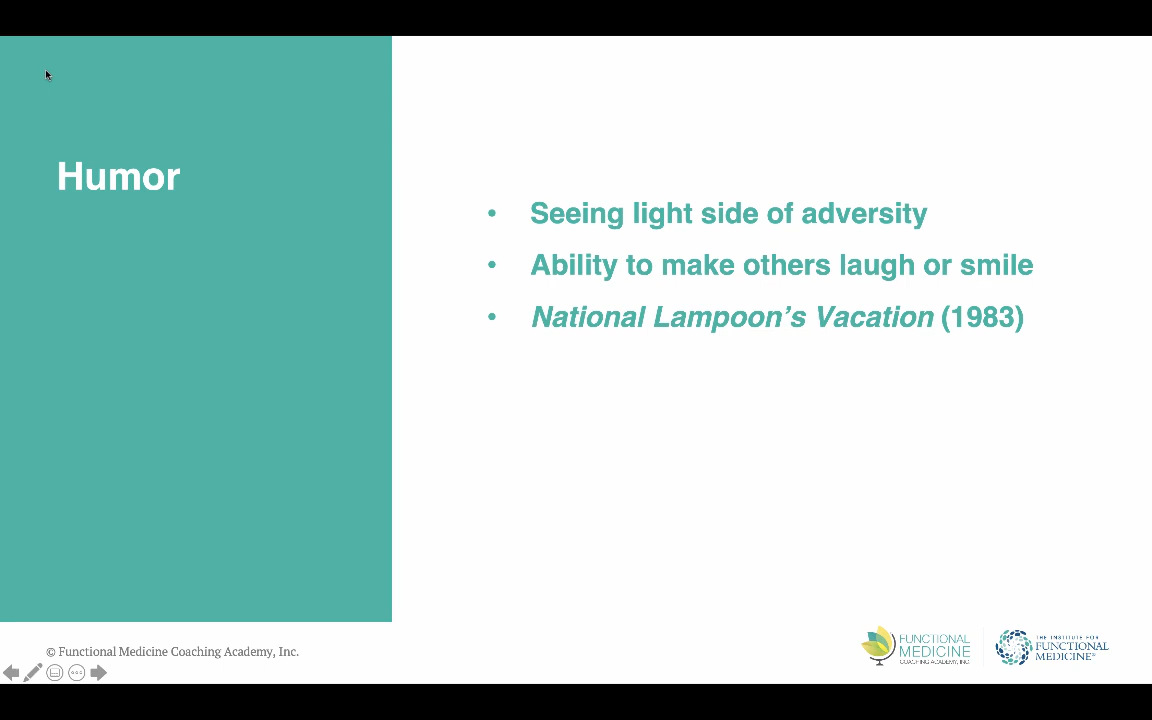 Humor
• Seeing light side of adversity
• Ability to make others laugh or smile
• National Lampoon’s Vacation (1983)
© Functional Medicine Coaching Academy, Inc.
FUNCTIONAL
MEDICINE
COACHING ACADEMY, INC.
THE INSTITUTE FOR
FUNCTIONAL
MEDICINE